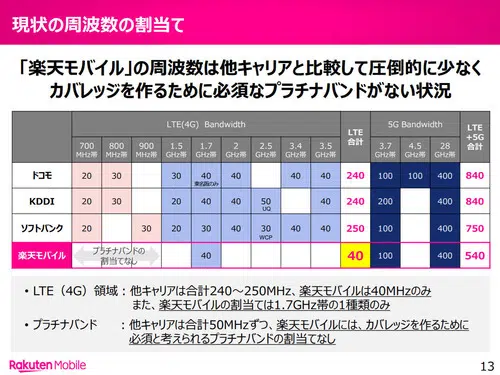 現状の周波数の割当て
「楽天モバイル」の周波数は他キャリアと比較して圧倒的に少なく
カバレッジを作るために必須なプラチナバンドがない状況
LTE(4G) Bandwidth LTE合計 5G Bandwidth LTE+5G合計
700MHz帯 800MHz帯 900MHz帯 1.5GHz帯 1.7GHz帯 2GHz帯 2.5GHz帯 3.4GHz帯 3.5GHz帯 3.7GHz帯 4.5GHz帯 28GHz帯
ドコモ 20 30 30 40 東名阪のみ 40 40 40 240 100 100 400 840
KDDI 20 30 20 40 40 50 UQ 40 240 200 400 840
ソフトバンク 20 30 20 30 40 30 WCP 40 40 250 100 400 750
楽天モバイル プラチナバンドの割当てなし 40 40 100 400 540
• LTE（4G）領域：他キャリアは合計240～250MHz、楽天モバイルは40MHzのみ
また、楽天モバイルの割当ては1.7GHz帯の1種類のみ
• プラチナバンド ：他キャリアは合計50MHzずつ、楽天モバイルには、カバレッジを作るために
必須と考えられるプラチナバンドの割当てなし
Rakuten Mobile 13